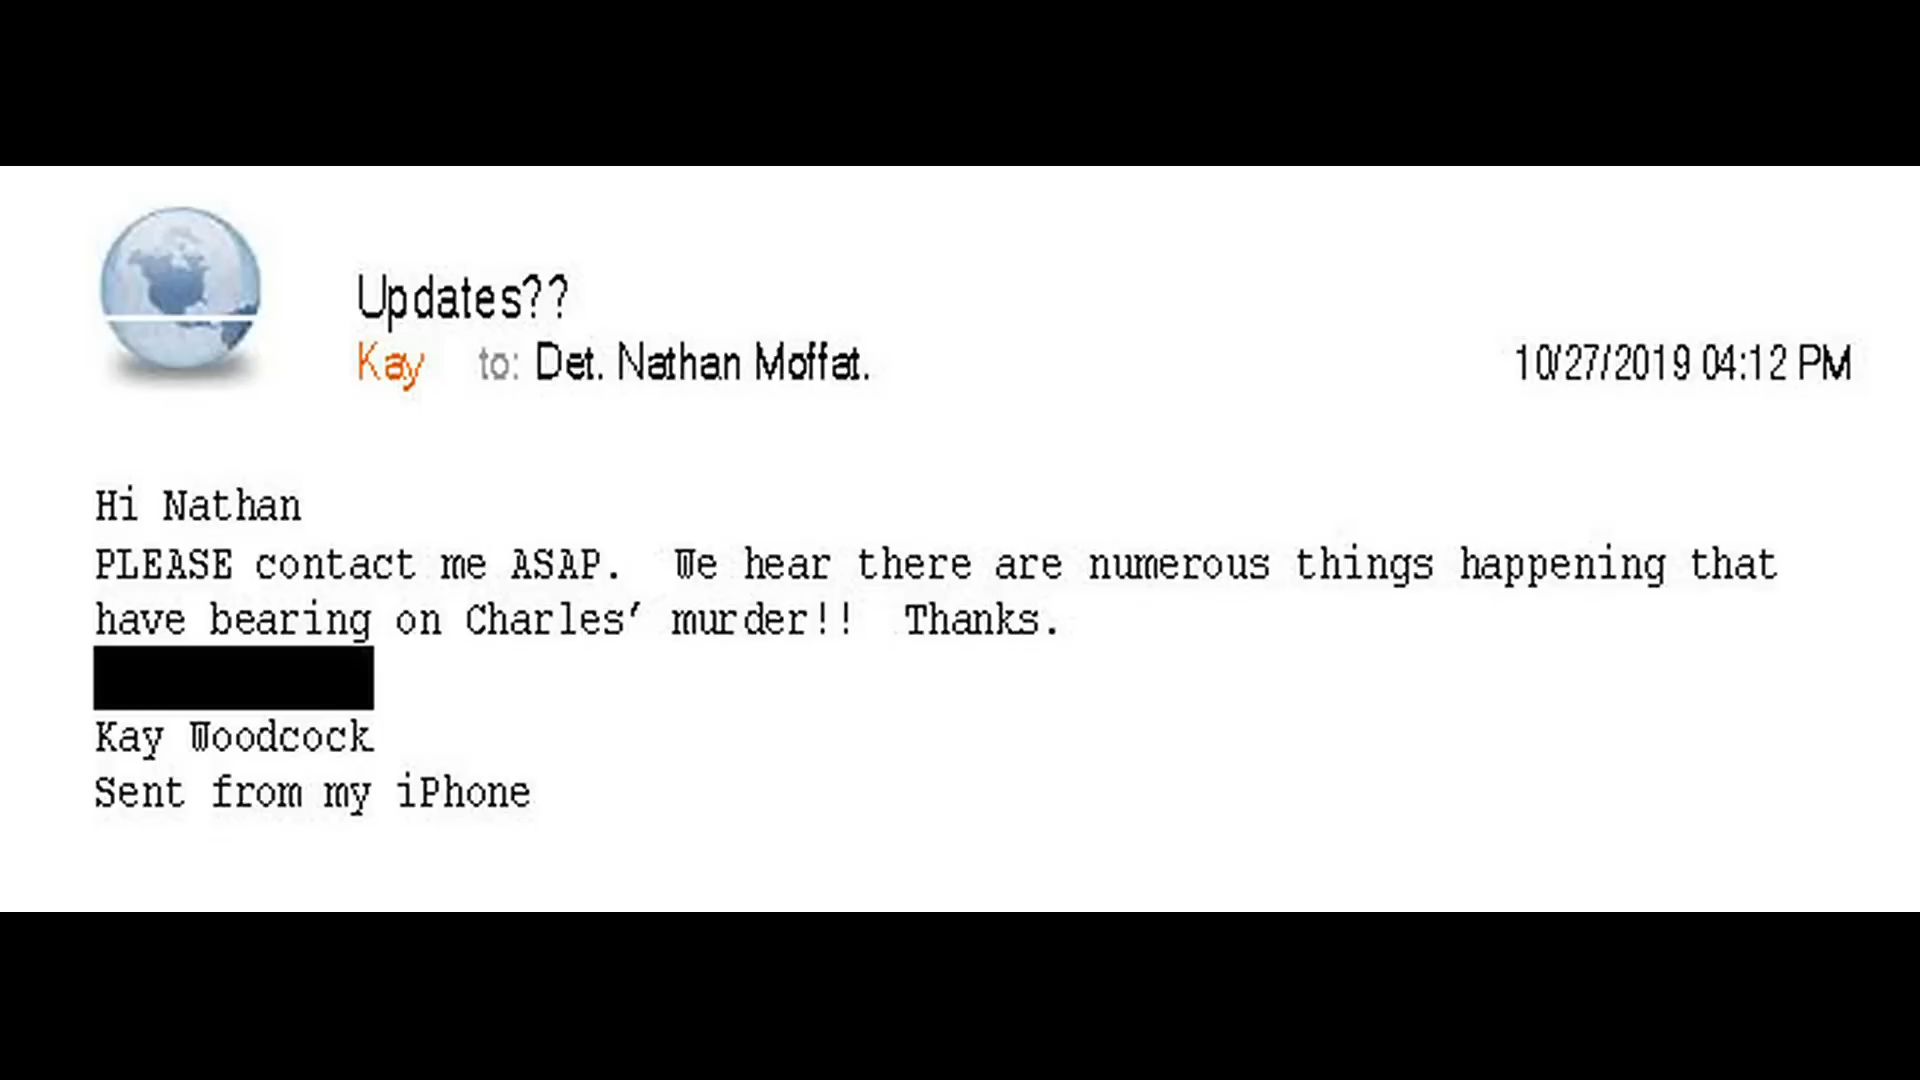 Updates??
Kay to: Det. Nathan Moffat. 10/27/2019 04:12 PM
Hi Nathan
PLEASE contact me ASAP. We hear there are numerous things happening that
have bearing on Charles' murder!! Thanks.
Kay Woodcock
Sent from my iPhone